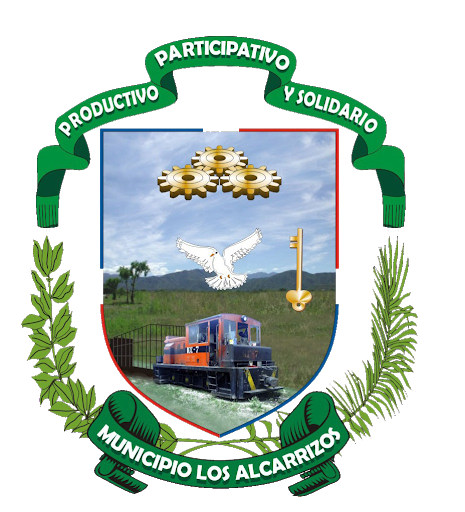 PRODUCTIVO PARTICIPATIVO Y SOLIDARIO
MUNICIPIO LOS ALCARRIZOS